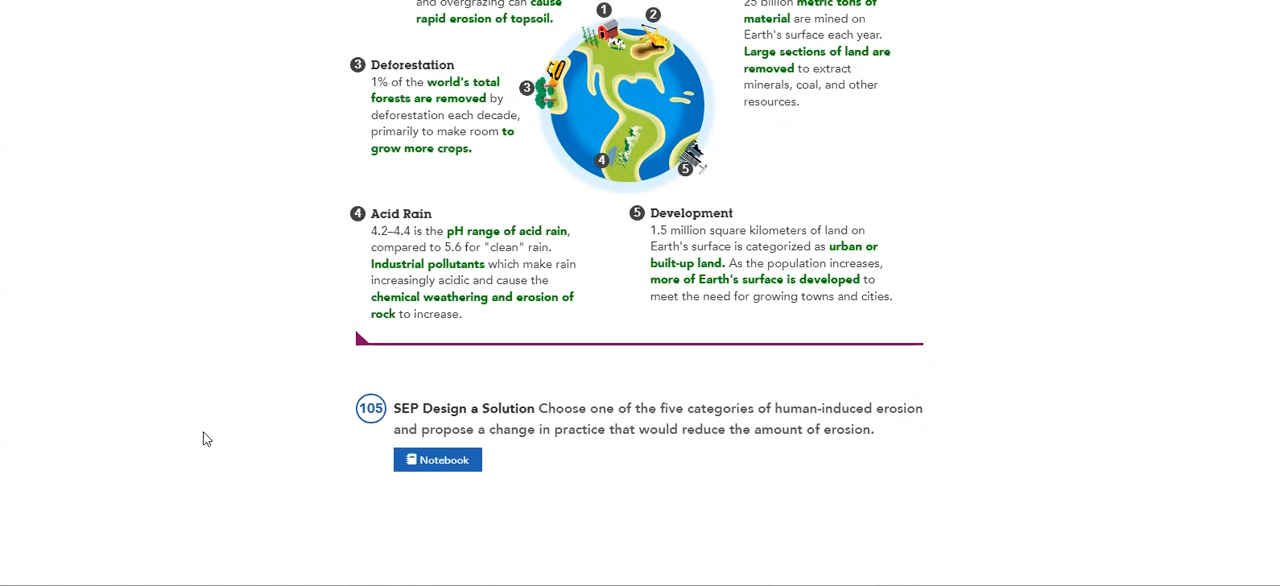 and overgrazing can cause
rapid erosion of topsoil.
1
2
25 billion metric tons of
material are mined on
Earth's surface each year.
Large sections of land are
removed to extract
minerals, coal, and other
resources.
3 Deforestation
1% of the world's total
forests are removed by
deforestation each decade,
primarily to make room to
grow more crops.
3
4
5
4 Acid Rain
4.2–4.4 is the pH range of acid rain,
compared to 5.6 for "clean" rain.
Industrial pollutants which make rain
increasingly acidic and cause the
chemical weathering and erosion of
rock to increase.
5 Development
1.5 million square kilometers of land on
Earth's surface is categorized as urban or
built-up land. As the population increases,
more of Earth's surface is developed to
meet the need for growing towns and cities.
105 SEP Design a Solution Choose one of the five categories of human-induced erosion
and propose a change in practice that would reduce the amount of erosion.
Notebook